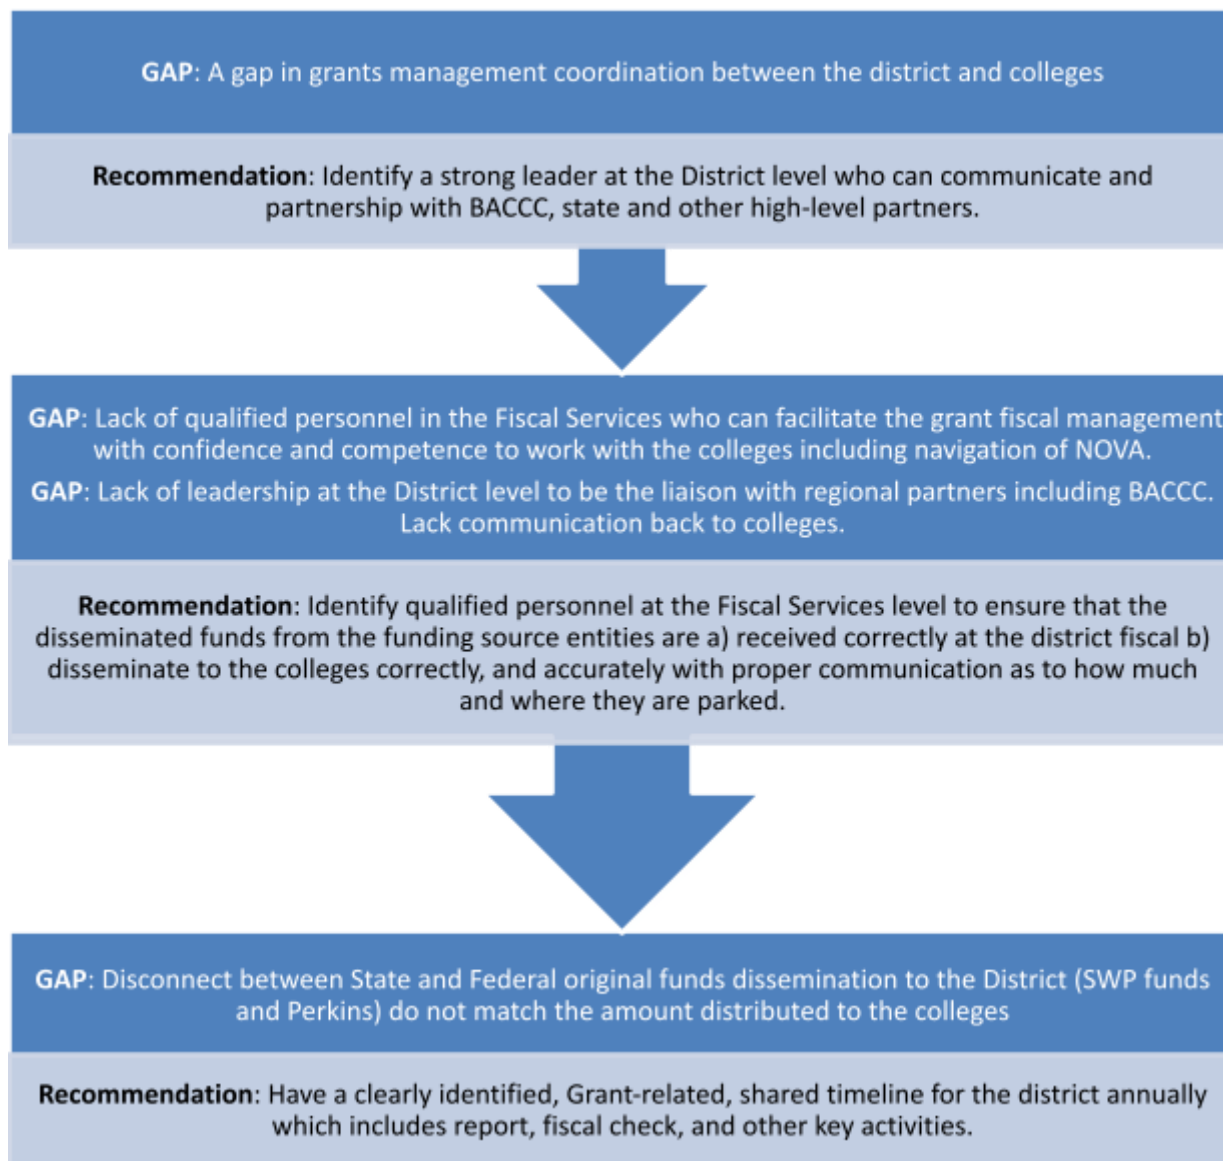 GAP: A gap in grants management coordination between the district and colleges
Recommendation: Identify a strong leader at the District level who can communicate and
partnership with BACCC, state and other high-level partners.
GAP: Lack of qualified personnel in the Fiscal Services who can facilitate the grant fiscal management
with confidence and competence to work with the colleges including navigation of NOVA.
GAP: Lack of leadership at the District level to be the liaison with regional partners including BACCC.
Lack communication back to colleges.
Recommendation: Identify qualified personnel at the Fiscal Services level to ensure that the
disseminated funds from the funding source entities are a) received correctly at the district fiscal b)
disseminate to the colleges correctly, and accurately with proper communication as to how much
and where they are parked.
GAP: Disconnect between State and Federal original funds dissemination to the District (SWP funds
and Perkins) do not match the amount distributed to the colleges
Recommendation: Have a clearly identified, Grant-related, shared timeline for the district annually
which includes report, fiscal check, and other key activities.